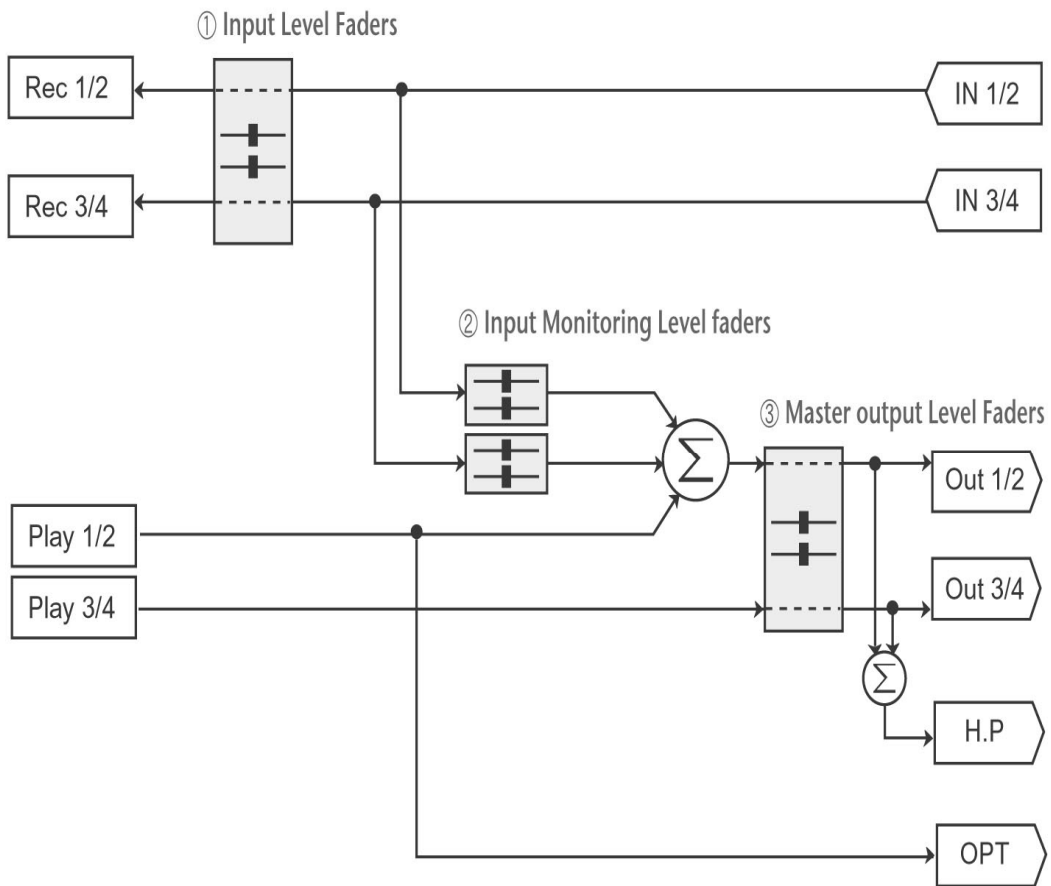 ① Input Level Faders
Rec 1/2
IN 1/2
Rec 3/4
IN 3/4
② Input Monitoring Level faders
③ Master output Level Faders
Σ
Out 1/2
Play 1/2
Play 3/4
Out 3/4
Σ
H.P
OPT